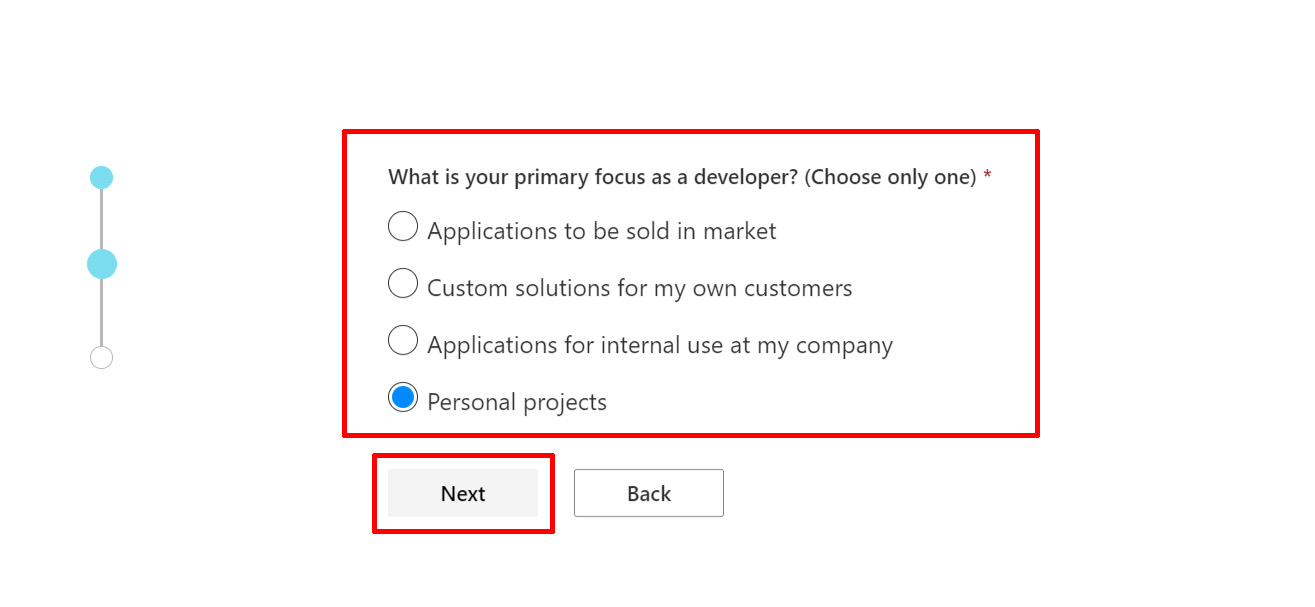 What is your primary focus as a developer? (Choose only one) *
Applications to be sold in market
Custom solutions for my own customers
Applications for internal use at my company
Personal projects
Next
Back